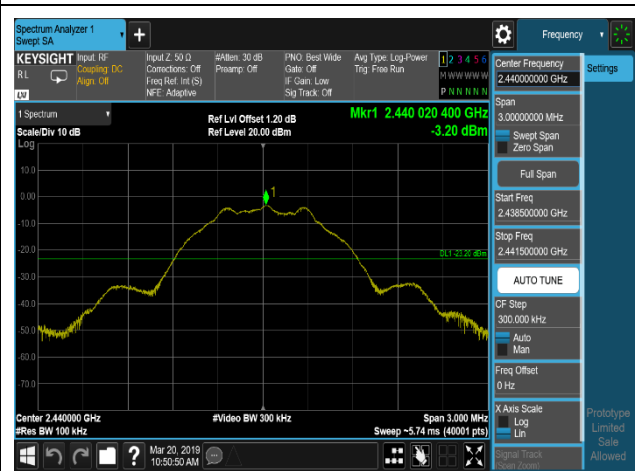 Spectrum Analyzer 1
Swept SA
+
Frequency
KEYSIGHT
RL
LXI
Input: RF
Coupling: DC
Align: Off
Input Z: 50 Ω
Corrections: Off
Freq Ref: Int (S)
NFE: Adaptive
#Atten: 30 dB
Preamp: Off
PNO: Best Wide
Gate: Off
IF Gain: Low
Sig Track: Off
Avg Type: Log-Power
Trig: Free Run
1 2 3 4 5 6
M W W W W W
P N N N N N
1 Spectrum
Scale/Div 10 dB
Log
Ref Lvl Offset 1.20 dB
Ref Level 20.00 dBm
Mkr1 2.440 020 400 GHz
-3.20 dBm
10.0
0.00
-10.0
-20.0
-30.0
-40.0
-50.0
-60.0
-70.0
1
DL1 -23.20 dBm
Center 2.440000 GHz
#Res BW 100 kHz
#Video BW 300 kHz
Span 3.000 MHz
Sweep ~5.74 ms (40001 pts)
?
Mar 20, 2019
10:50:50 AM
Center Frequency
2.440000000 GHz
Span
3.00000000 MHz
Swept Span
Zero Span
Full Span
Start Freq
2.438500000 GHz
Stop Freq
2.441500000 GHz
AUTO TUNE
CF Step
300.000 kHz
Auto
Man
Freq Offset
0 Hz
X Axis Scale
Log
Lin
Signal Track
(Span Zoom)
Settings
Prototype
Limited
Sale
Allowed